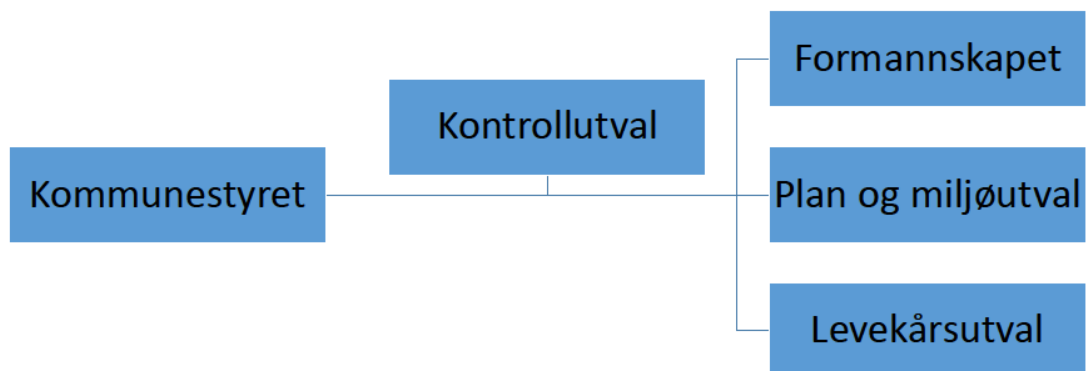 Kommunestyret
Kontrollutval
Formannskapet
Plan og miljøutval
Levekårsutval